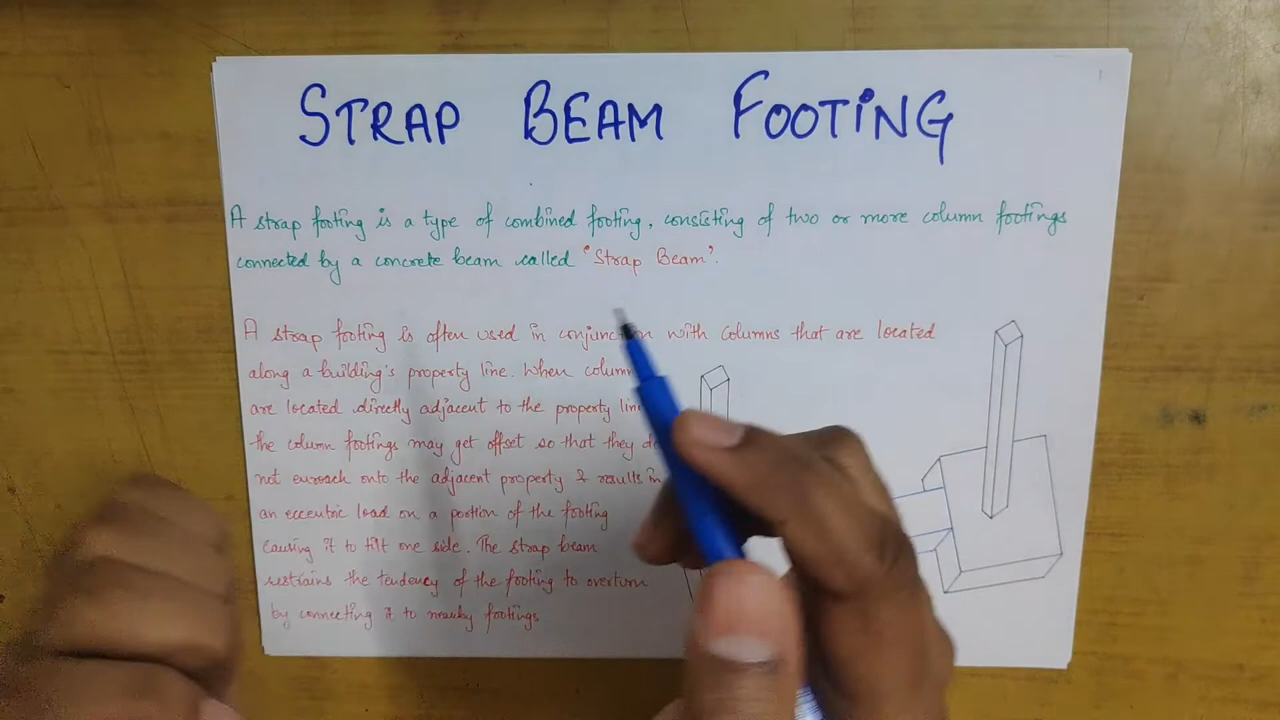 STRAP BEAM FOOTING
A strap footing is a type of combined footing, consisting of two or more column footings
connected by a concrete beam called 'Strap Beam'.
A strap footing is often used in with columns that are located
along a building's property line. When
are located directly adjacent to the property
the column footings may get offset so that they
not encroach onto the adjacent property & results in
an eccentric load on a portion of the footing
causing it to tilt one side. The strap beam
restrains the tendency of the footing to overturn
by connecting it to nearby footings